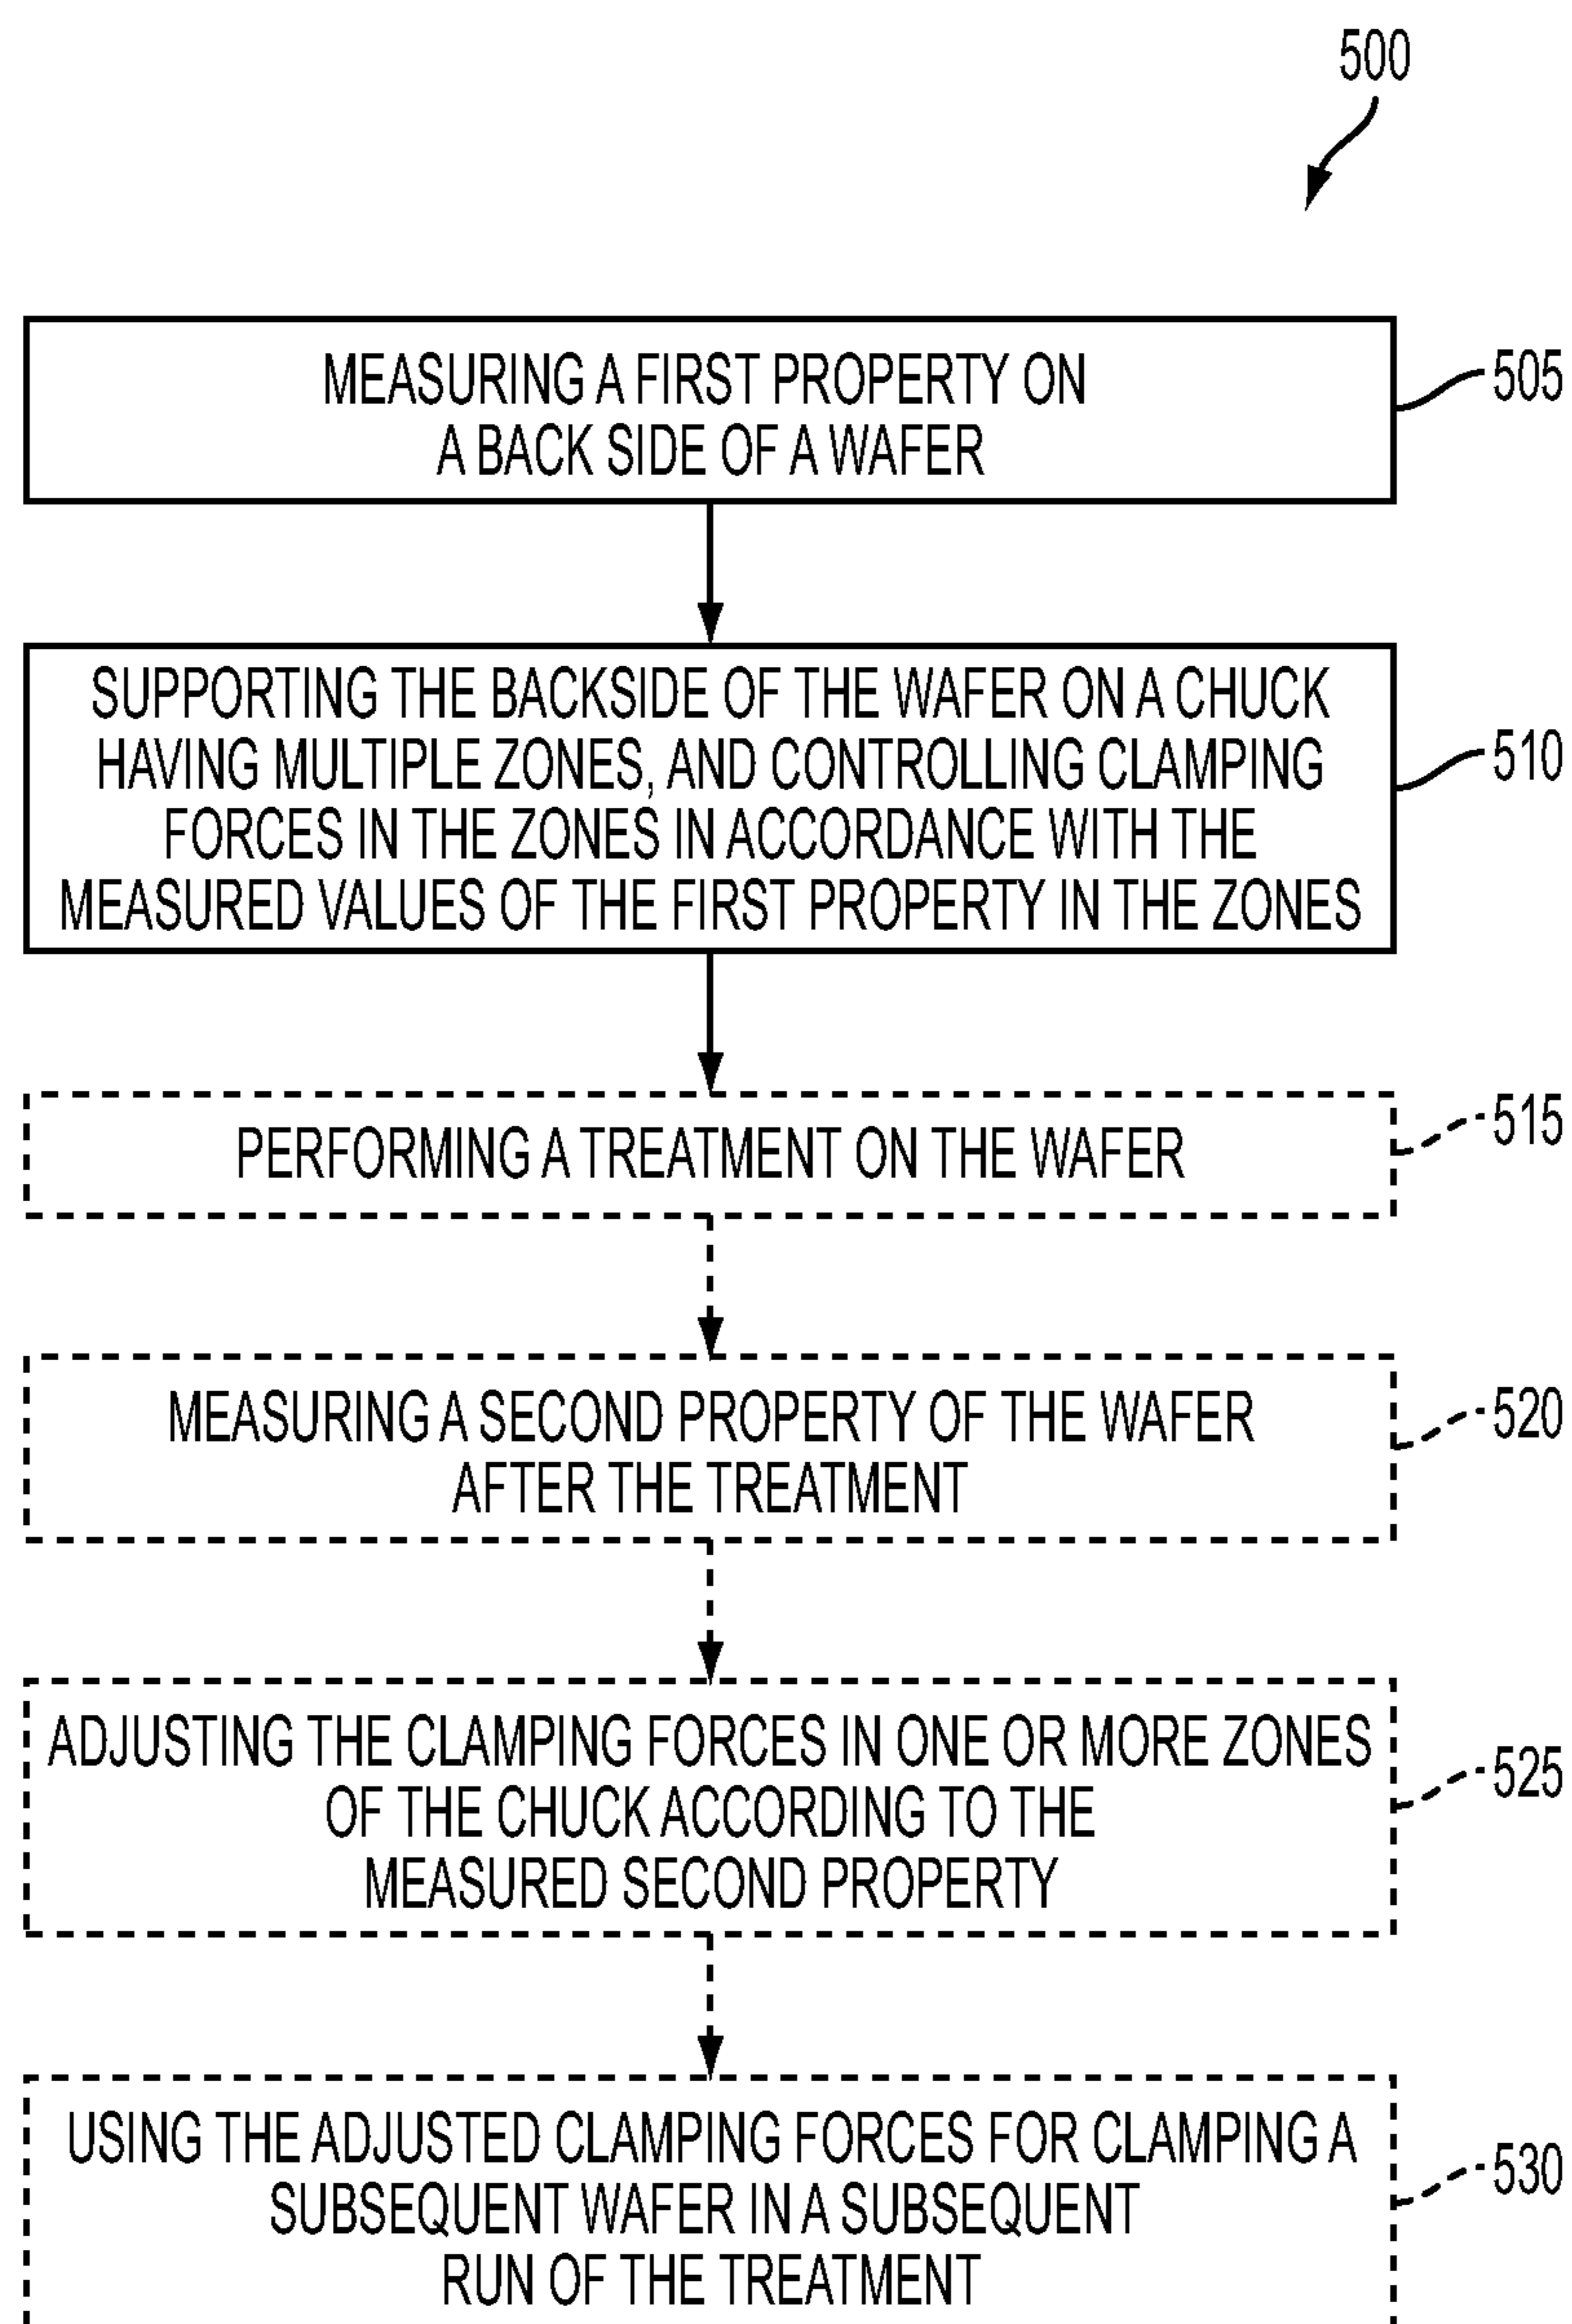 500
MEASURING A FIRST PROPERTY ON
A BACK SIDE OF A WAFER
505
SUPPORTING THE BACKSIDE OF THE WAFER ON A CHUCK
HAVING MULTIPLE ZONES, AND CONTROLLING CLAMPING
FORCES IN THE ZONES IN ACCORDANCE WITH THE
MEASURED VALUES OF THE FIRST PROPERTY IN THE ZONES
510
PERFORMING A TREATMENT ON THE WAFER
515
MEASURING A SECOND PROPERTY OF THE WAFER
AFTER THE TREATMENT
520
ADJUSTING THE CLAMPING FORCES IN ONE OR MORE ZONES
OF THE CHUCK ACCORDING TO THE
MEASURED SECOND PROPERTY
525
USING THE ADJUSTED CLAMPING FORCES FOR CLAMPING A
SUBSEQUENT WAFER IN A SUBSEQUENT
RUN OF THE TREATMENT
530